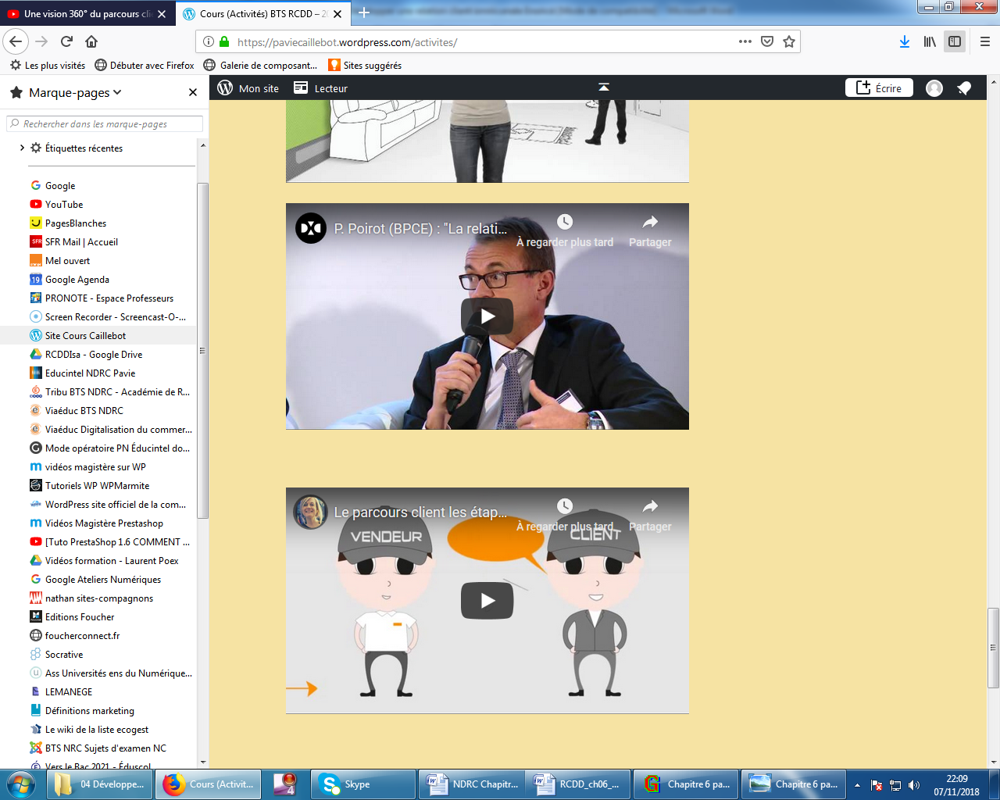 Une vision 360° du parcours cli
Cours (Activités) BTS RCDD – 20
https://paviecaillebot.wordpress.com/activites/
Les plus visités
Débuter avec Firefox
Galerie de composant...
Sites suggérés
Marque-pages
Mon site
Lecteur
Écrire
Rechercher dans les marque-pages
Étiquettes récentes
Google
YouTube
PagesBlanches
SFR Mail | Accueil
Mel ouvert
Google Agenda
PRONOTE - Espace Professeurs
Screen Recorder - Screencast-O-...
Site Cours Caillebot
RCDDIsa - Google Drive
Educintel NDRC Pavie
Tribu BTS NDRC - Académie de R...
Viaéduc BTS NDRC
Viaéduc Digitalisation du commer...
Mode opératoire PN Éducintel do...
vidéos magistère sur WP
Tutoriels WP WPMarmite
WordPress site officiel de la com...
Vidéos Magistère Prestashop
[Tuto PrestaShop 1.6 COMMENT ...
Vidéos formation - Laurent Poex
Google Ateliers Numériques
nathan sites-compagnons
Editions Foucher
foucherconnect.fr
Socrative
Ass Universités ens du Numérique...
LEMANEGE
Définitions marketing
Le wiki de la liste ecogest
BTS NRC Sujets d'examen NC
Vers le Bac 2021 - Éduscol
P. Poirot (BPCE) : "La relati...
À regarder plus tard
Partager
Le parcours client les étap...
À regarder plus tard
Partager
VENDEUR
CLIENT
04 Développe...
Cours (Activit...
4
Skype
NDRC Chapitr...
RCDD_ch06_...
Chapitre 6 pa...
Chapitre 6 pa...
22:09
07/11/2018